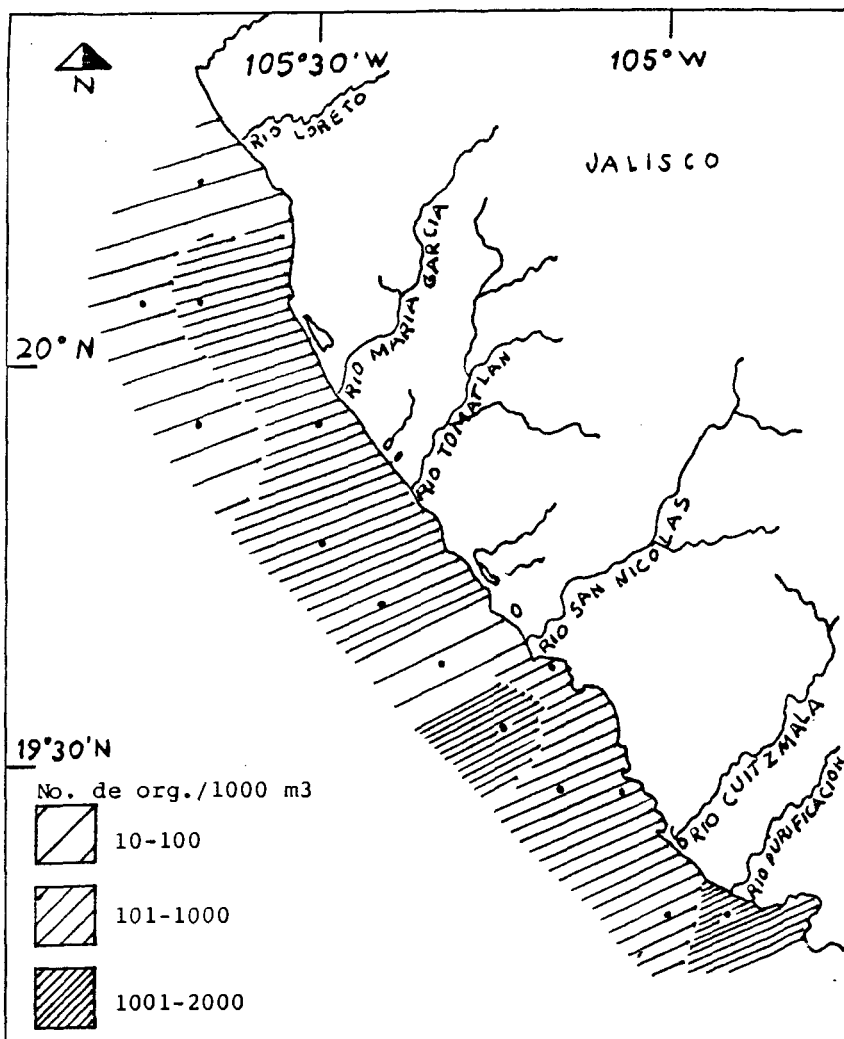 105°30'W
105°W
N
RIO LORETO
JALISCO
RIO MARIA GARCIA
20°N
RIO TOMATLAN
RIO SAN NICOLAS
19°30'N
RIO CUITZMALA
RIO PURIFICACION
No. de org./1000 m3
10-100
101-1000
1001-2000